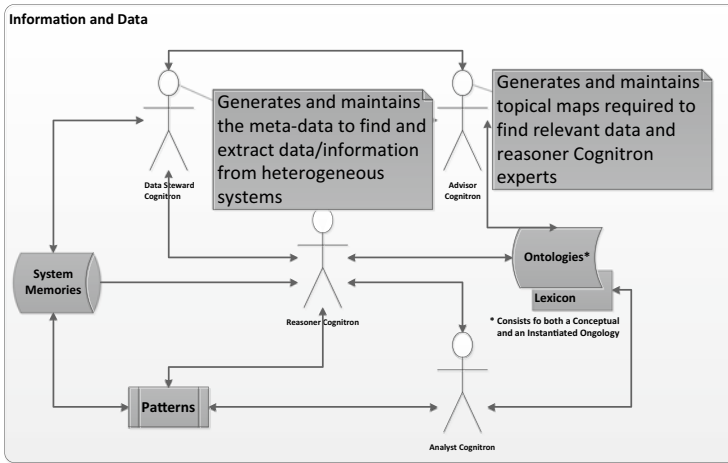 Information and Data
Generates and maintains
the meta-data to find and
extract data/information
from heterogeneous
systems
Generates and maintains
topical maps required to
find relevant data and
reasoner Cognitron
experts
Data Steward
Cognitron
Advisor
Cognitron
System
Memories
Ontologies*
Lexicon
* Consists fo both a Conceptual
and an Instantiated Ongology
Reasoner Cognitron
Patterns
Analyst Cognitron